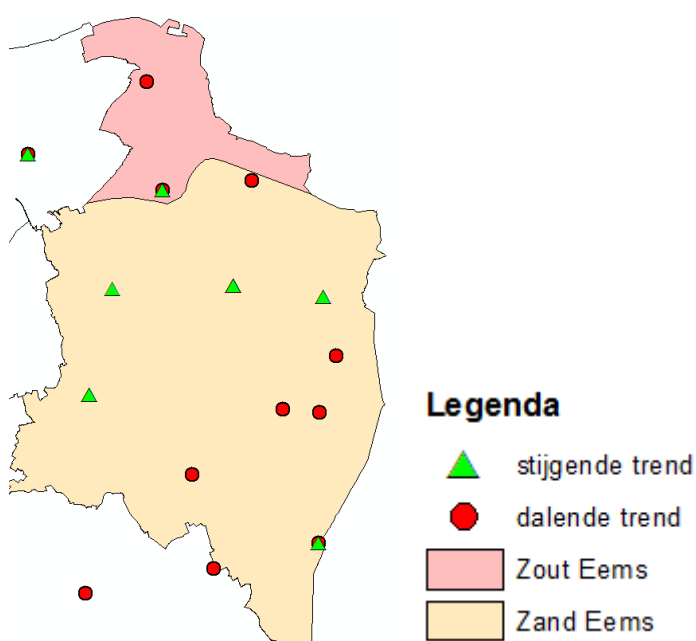 Legenda
stijgende trend
dalende trend
Zout Eems
Zand Eems